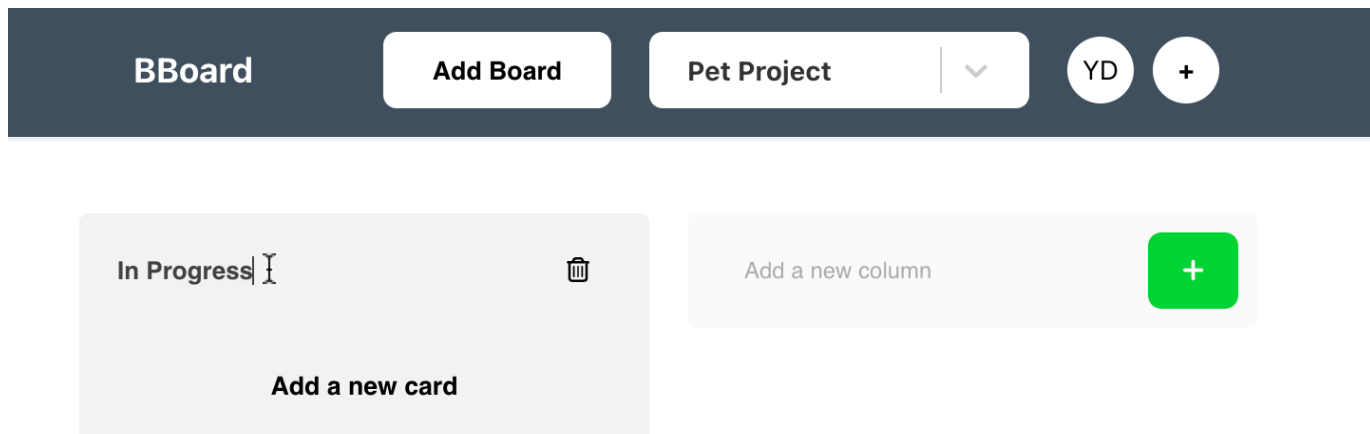 BBoard
Add Board
Pet Project
YD
+
In Progress
Add a new column
+
Add a new card